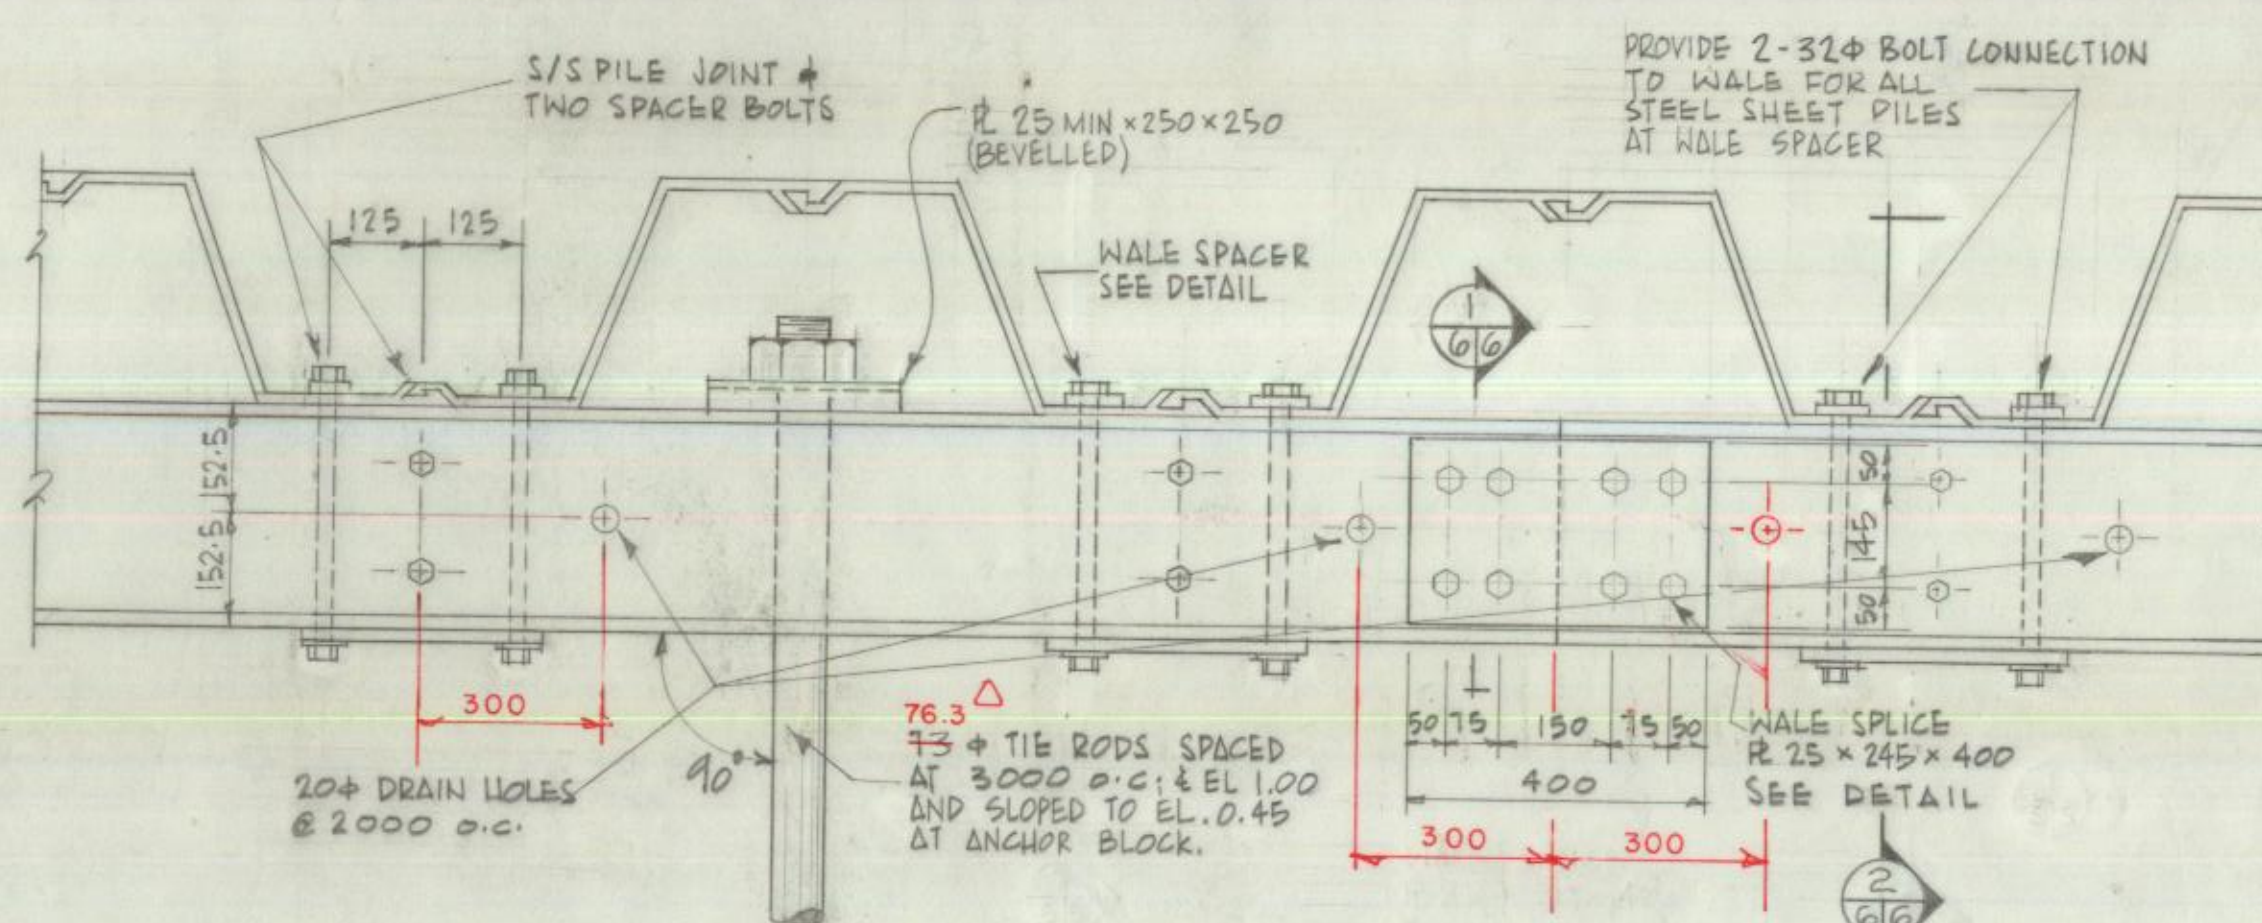 S/S PILE JOINT &
TWO SPACER BOLTS
PL 25 MIN × 250 × 250
(BEVELLED)
PROVIDE 2-32Φ BOLT CONNECTION
TO WALE FOR ALL
STEEL SHEET PILES
AT WALE SPACER
125
125
WALE SPACER
SEE DETAIL
1
6 6
152.5
152.5
50
145
50
300
76.3
73 Φ TIE RODS SPACED
AT 3000 O.C; ℄ EL 1.00
AND SLOPED TO EL. 0.45
AT ANCHOR BLOCK.
90°
20Φ DRAIN HOLES
@ 2000 O.C.
50 75 150 75 50
400
WALE SPLICE
PL 25 × 245 × 400
SEE DETAIL
300
300
2
6 6